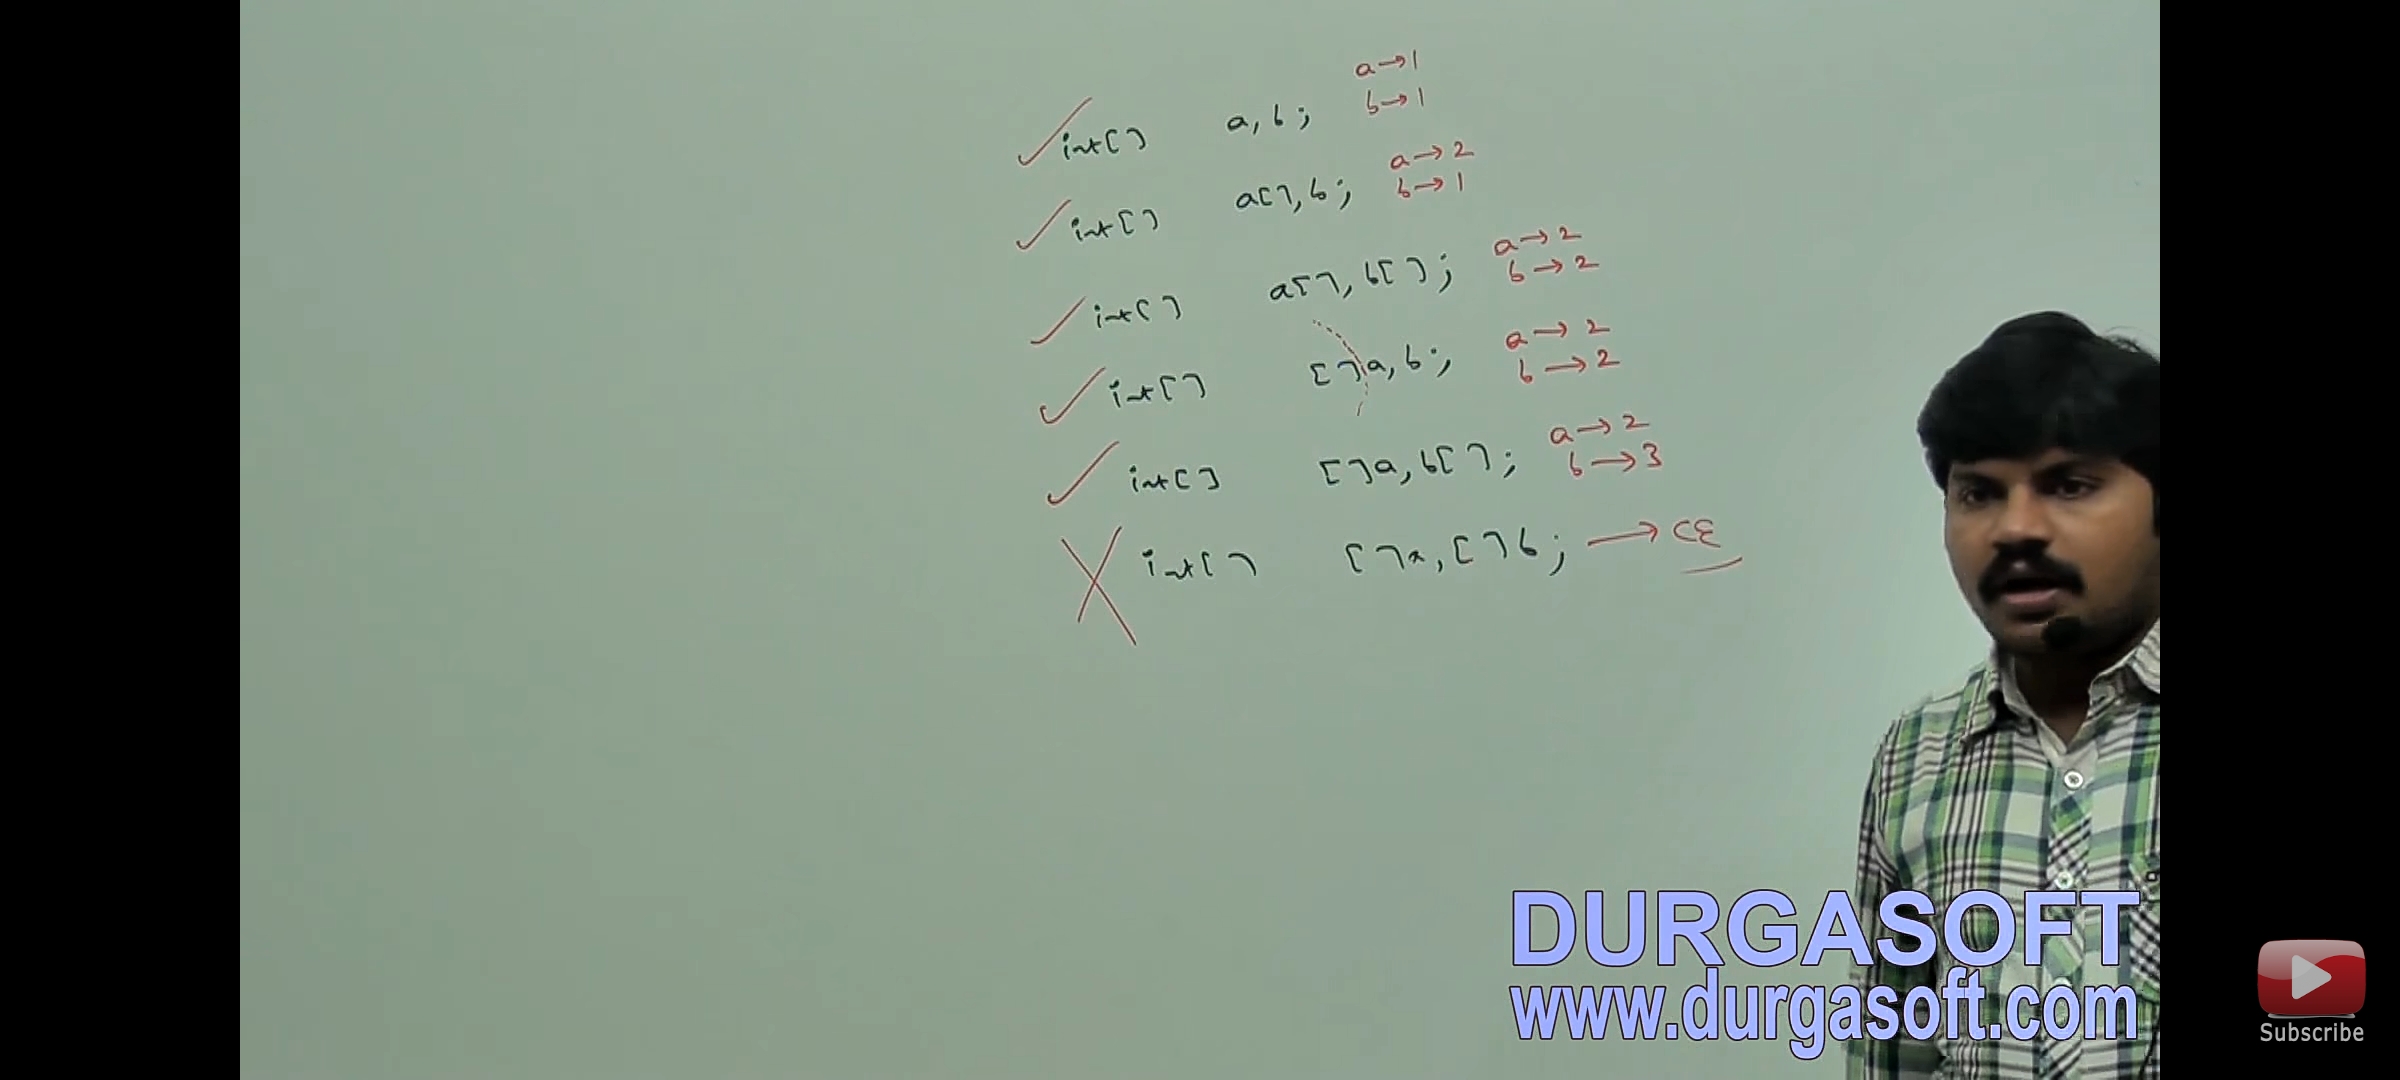 a→1
int[] a,b; b→1
a→2
int[] a[],b; b→1
a→2
int[] a[],b[]; b→2
a→2
int[] []a,b; b→2
a→2
int[] []a,b[]; b→3
int[] []a,[]b; →CE
DURGASOFT
www.durgasoft.com
Subscribe